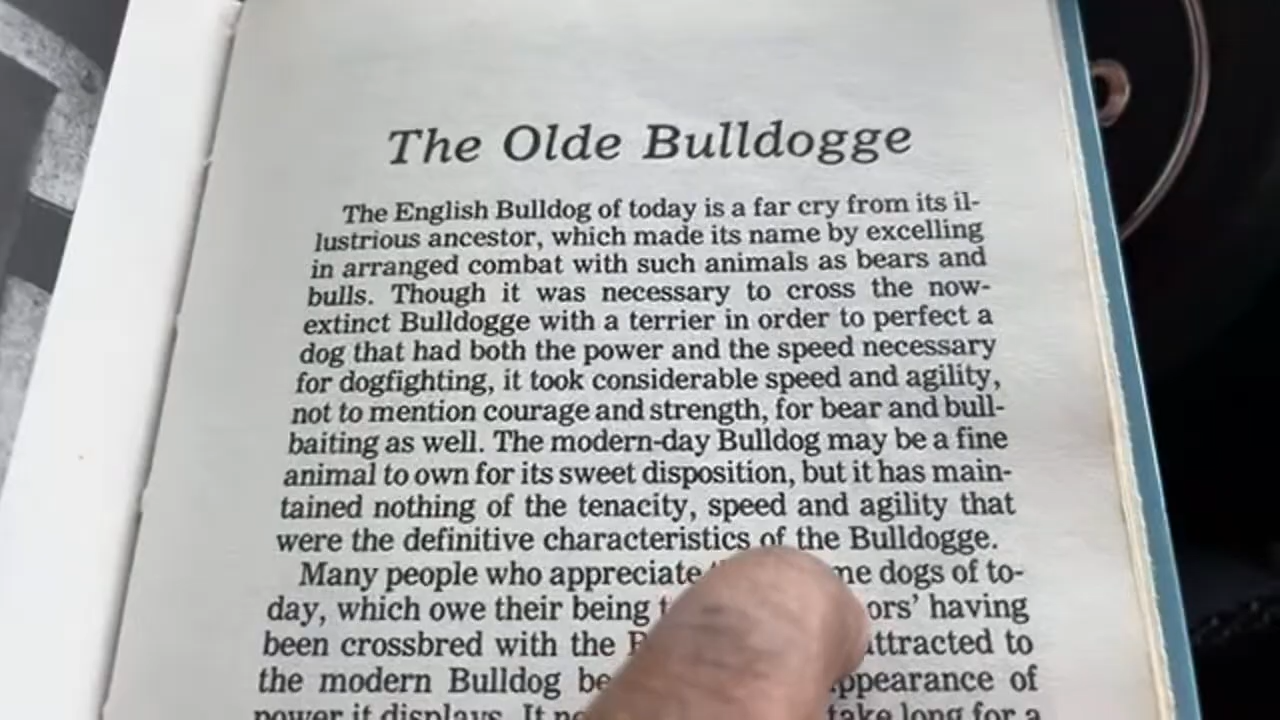 The Olde Bulldogge
The English Bulldog of today is a far cry from its il-
lustrious ancestor, which made its name by excelling
in arranged combat with such animals as bears and
bulls. Though it was necessary to cross the now-
extinct Bulldogge with a terrier in order to perfect a
dog that had both the power and the speed necessary
for dogfighting, it took considerable speed and agility,
not to mention courage and strength, for bear and bull-
baiting as well. The modern-day Bulldog may be a fine
animal to own for its sweet disposition, but it has main-
tained nothing of the tenacity, speed and agility that
were the definitive characteristics of the Bulldogge.
Many people who appreciate dogs of to-
day, which owe their being having
been crossbred with the attracted to
the modern Bulldog appearance of
power it displays. It take long for a